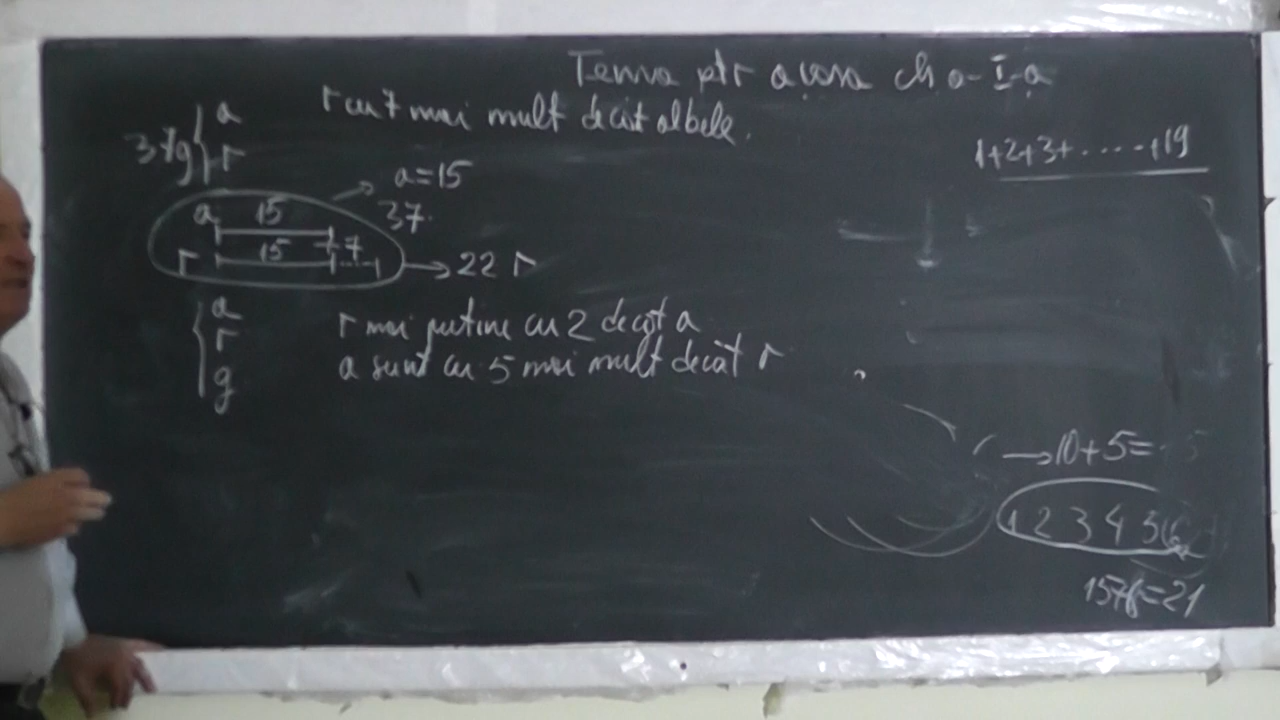 Tema ptr acasa cl a-I-a
r cu 7 mai mult decât albele.
37g { a
r
a=15
37
a 15
r 15 7
→ 22 r
{ a
r
g
r mai puține cu 2 decât a
a sunt cu 5 mai mult decât r
1+2+3+.....+19
→10+5=15
1 2 3 4 5 6
15+6=21